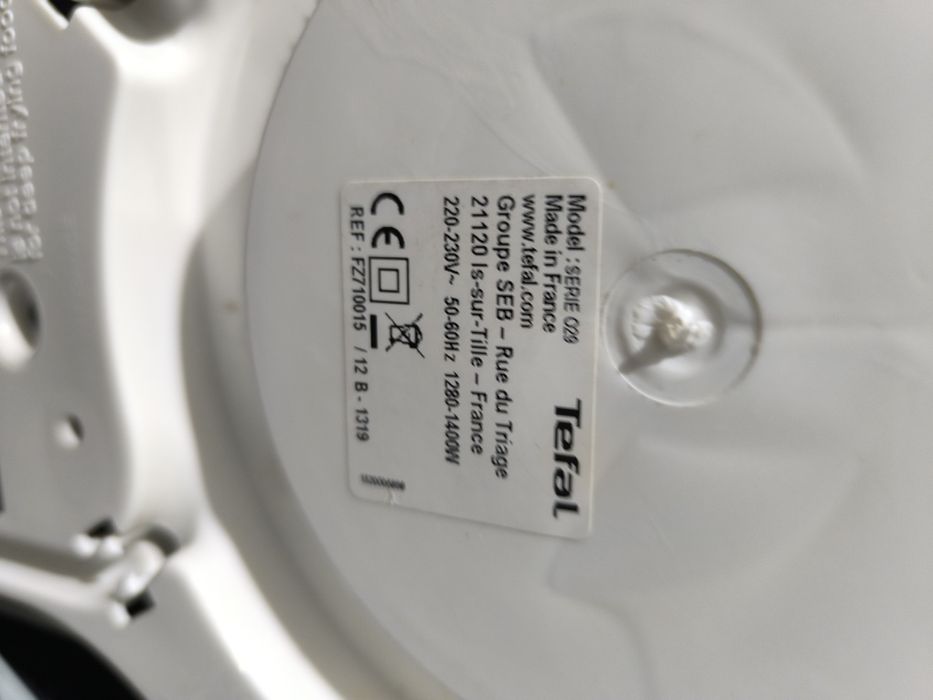 Tefal
Model : SERIE 029
Made in France
www.tefal.com
Groupe SEB – Rue du Triage
21120 Is-sur-Tille – France
220-230V~ 50-60Hz 1280-1400W
CE
REF : FZ710015 / 12 B - 1319